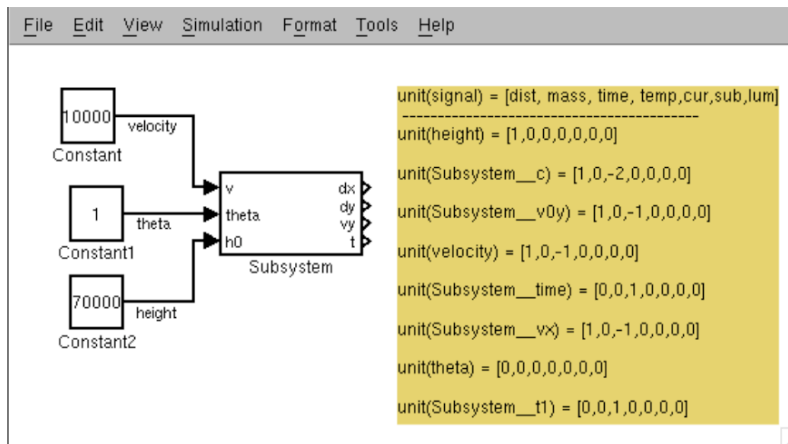 File Edit View Simulation Format Tools Help
10000
velocity
Constant
1
theta
Constant1
70000
height
Constant2
v
theta
h0
dx
dy
vy
t
Subsystem
unit(signal) = [dist, mass, time, temp,cur,sub,lum]
------------------------------------------
unit(height) = [1,0,0,0,0,0,0]
unit(Subsystem__c) = [1,0,-2,0,0,0,0]
unit(Subsystem__v0y) = [1,0,-1,0,0,0,0]
unit(velocity) = [1,0,-1,0,0,0,0]
unit(Subsystem__time) = [0,0,1,0,0,0,0]
unit(Subsystem__vx) = [1,0,-1,0,0,0,0]
unit(theta) = [0,0,0,0,0,0,0]
unit(Subsystem__t1) = [0,0,1,0,0,0,0]